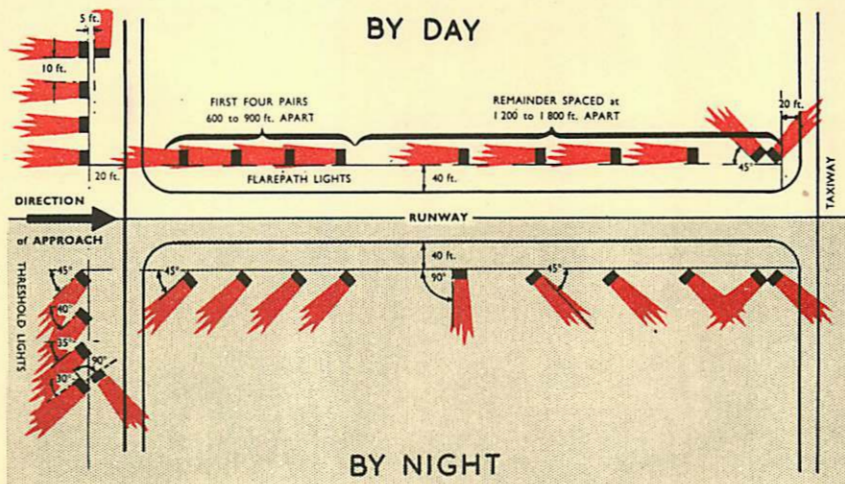 5 ft.
BY DAY
10 ft.
FIRST FOUR PAIRS
600 to 900 ft. APART
REMAINDER SPACED at
1 200 to 1 800 ft. APART
20 ft.
45°
20 ft.
FLAREPATH LIGHTS
40 ft.
TAXIWAY
DIRECTION
of APPROACH
RUNWAY
THRESHOLD LIGHTS
40 ft.
45°
45°
90°
45°
40°
35°
90°
30°
BY NIGHT